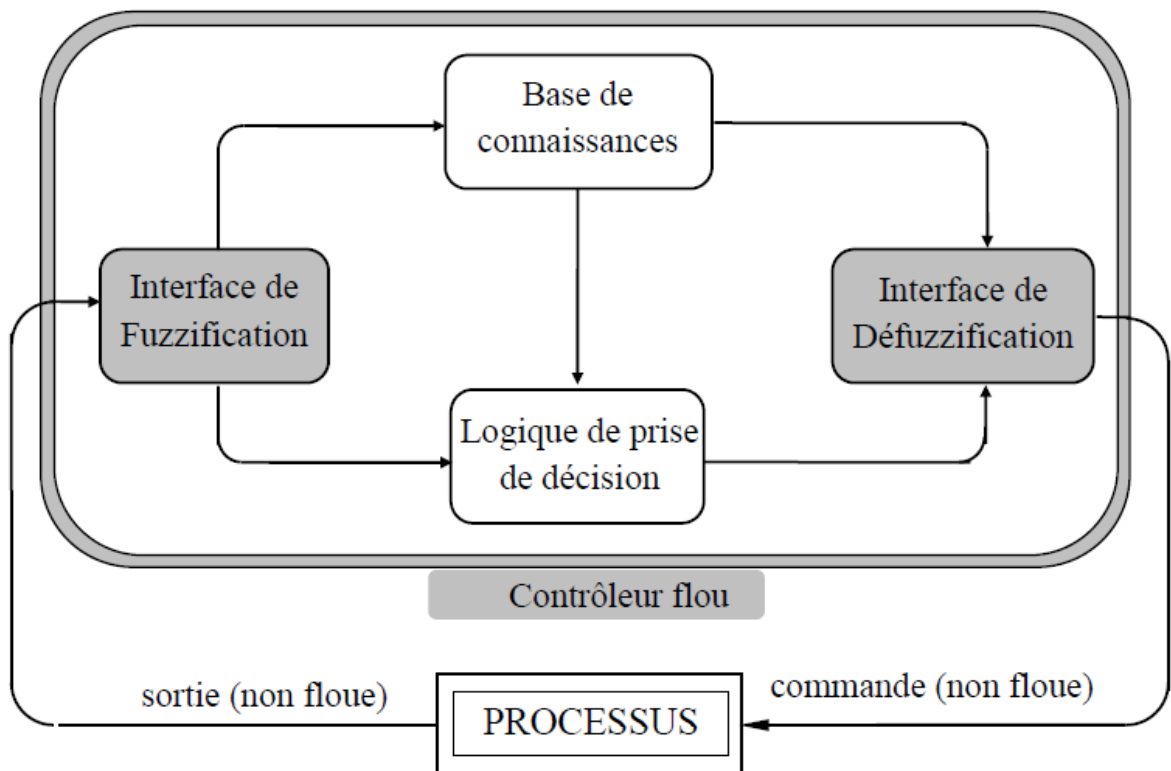 Base de
connaissances
Interface de
Fuzzification
Interface de
Défuzzification
Logique de prise
de décision
Contrôleur flou
sortie (non floue)
commande (non floue)
PROCESSUS